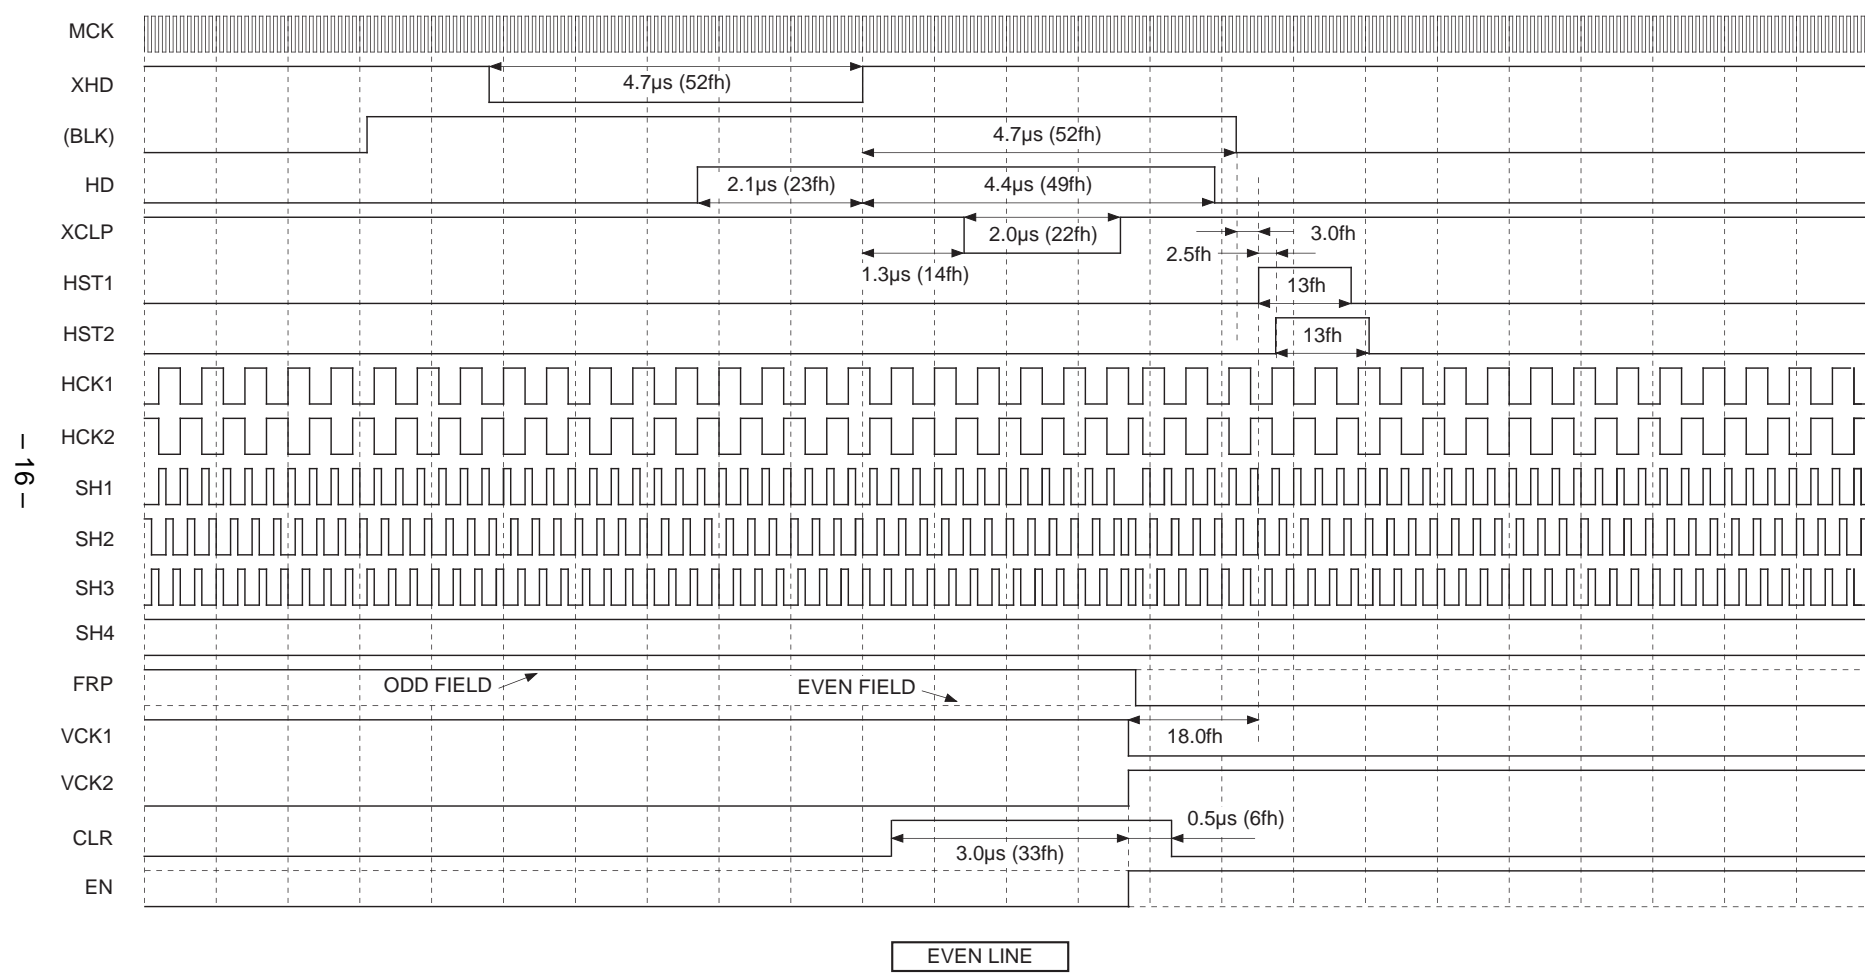 MCK
XHD
4.7µs (52fh)
(BLK)
4.7µs (52fh)
HD
2.1µs (23fh)
4.4µs (49fh)
XCLP
2.0µs (22fh)
3.0fh
2.5fh
1.3µs (14fh)
HST1
13fh
HST2
13fh
HCK1
HCK2
– 16 –
SH1
SH2
SH3
SH4
FRP
ODD FIELD
EVEN FIELD
VCK1
18.0fh
VCK2
CLR
0.5µs (6fh)
3.0µs (33fh)
EN
EVEN LINE